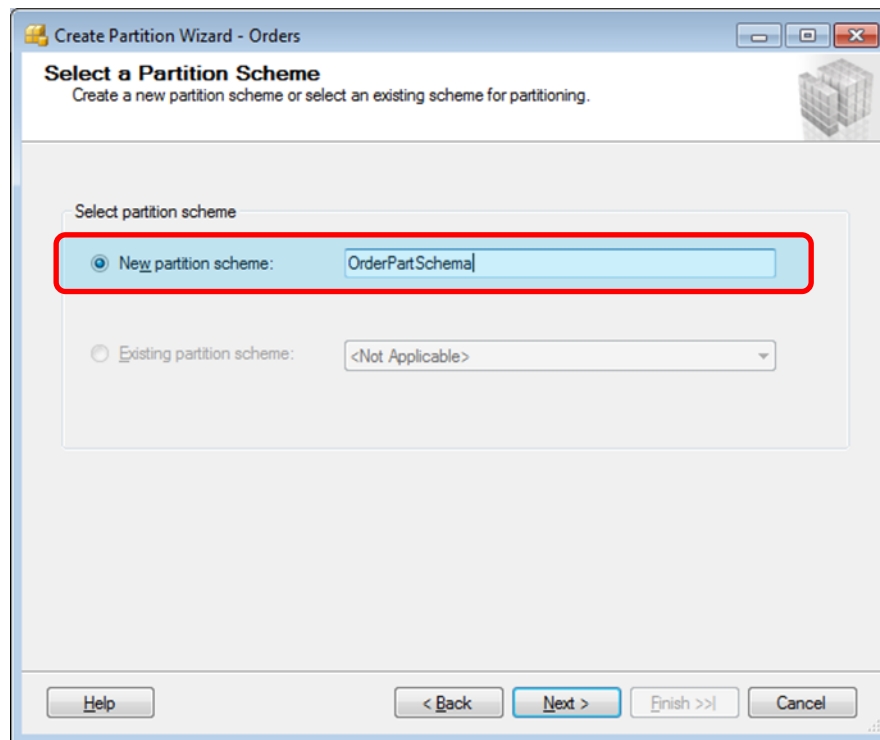 Create Partition Wizard - Orders
Select a Partition Scheme
Create a new partition scheme or select an existing scheme for partitioning.
Select partition scheme
New partition scheme: OrderPartSchema
Existing partition scheme: <Not Applicable>
Help < Back Next > Finish >>| Cancel